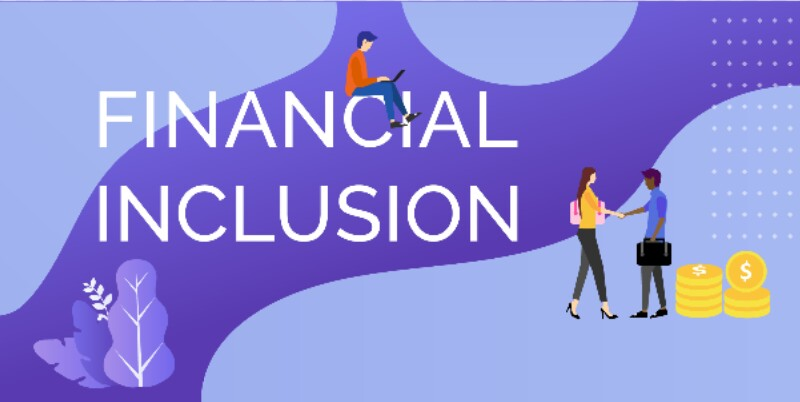 FINANCIAL
INCLUSION
$
$